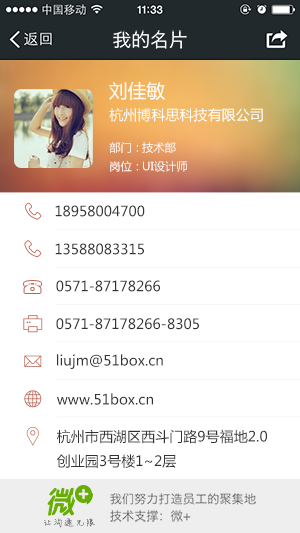 中国移动 11:33
返回 我的名片
刘佳敏
杭州博科思科技有限公司
部门：技术部
岗位：UI设计师
18958004700
13588083315
0571-87178266
0571-87178266-8305
liujm@51box.cn
www.51box.cn
杭州市西湖区西斗门路9号福地2.0
创业园3号楼1~2层
微+
让沟通无限
我们努力打造员工的聚集地
技术支撑：微+